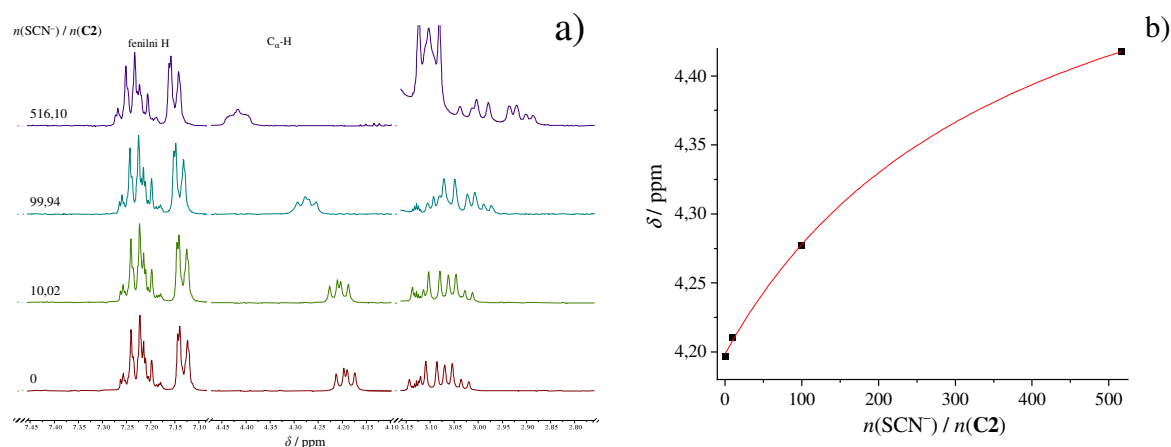 a)
n(SCN⁻) / n(C2)
fenilni H
Cα-H
516,10
99,94
10,02
0
7.45 7.40 7.35 7.30 7.25 7.20 7.15 7.10 4.45 4.40 4.35 4.30 4.25 4.20 4.15 4.10 3.15 3.10 3.05 3.00 2.95 2.90 2.85 2.80
δ / ppm
b)
4,40
4,35
4,30
4,25
4,20
δ / ppm
0 100 200 300 400 500
n(SCN⁻) / n(C2)